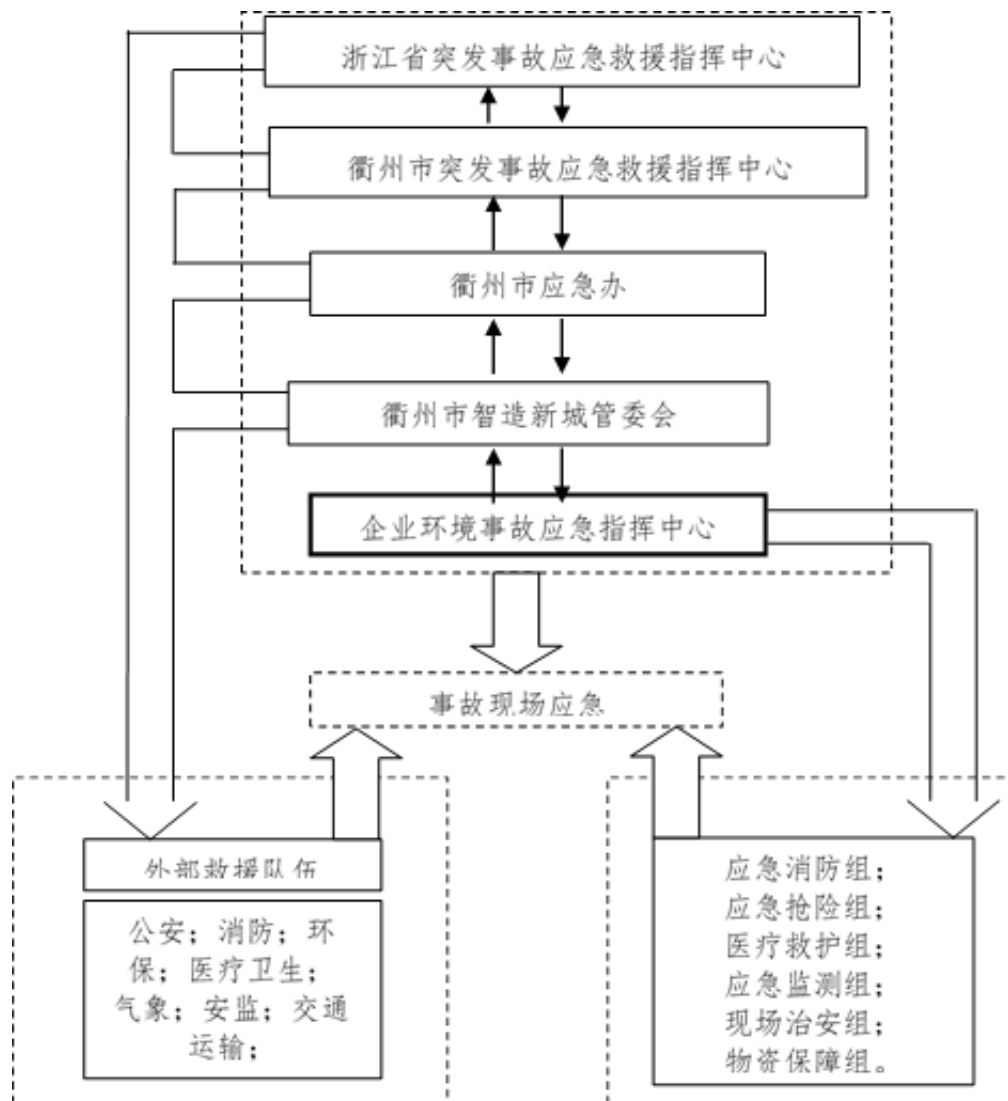 浙江省突发事故应急救援指挥中心
衢州市突发事故应急救援指挥中心
衢州市应急办
衢州市智造新城管委会
企业环境事故应急指挥中心
事故现场应急
外部救援队伍
公安；消防；环
保；医疗卫生；
气象；安监；交通
运输；
应急消防组；
应急抢险组；
医疗救护组；
应急监测组；
现场治安组；
物资保障组。